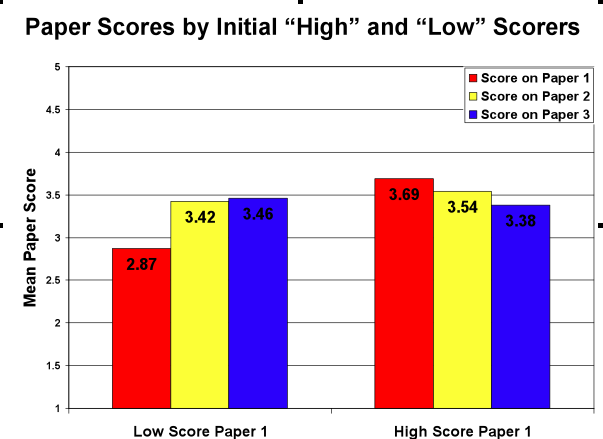 Paper Scores by Initial “High” and “Low” Scorers
Score on Paper 1
Score on Paper 2
Score on Paper 3
Mean Paper Score
5
4.5
4
3.5
3
2.5
2
1.5
1
2.87
3.42
3.46
3.69
3.54
3.38
Low Score Paper 1
High Score Paper 1